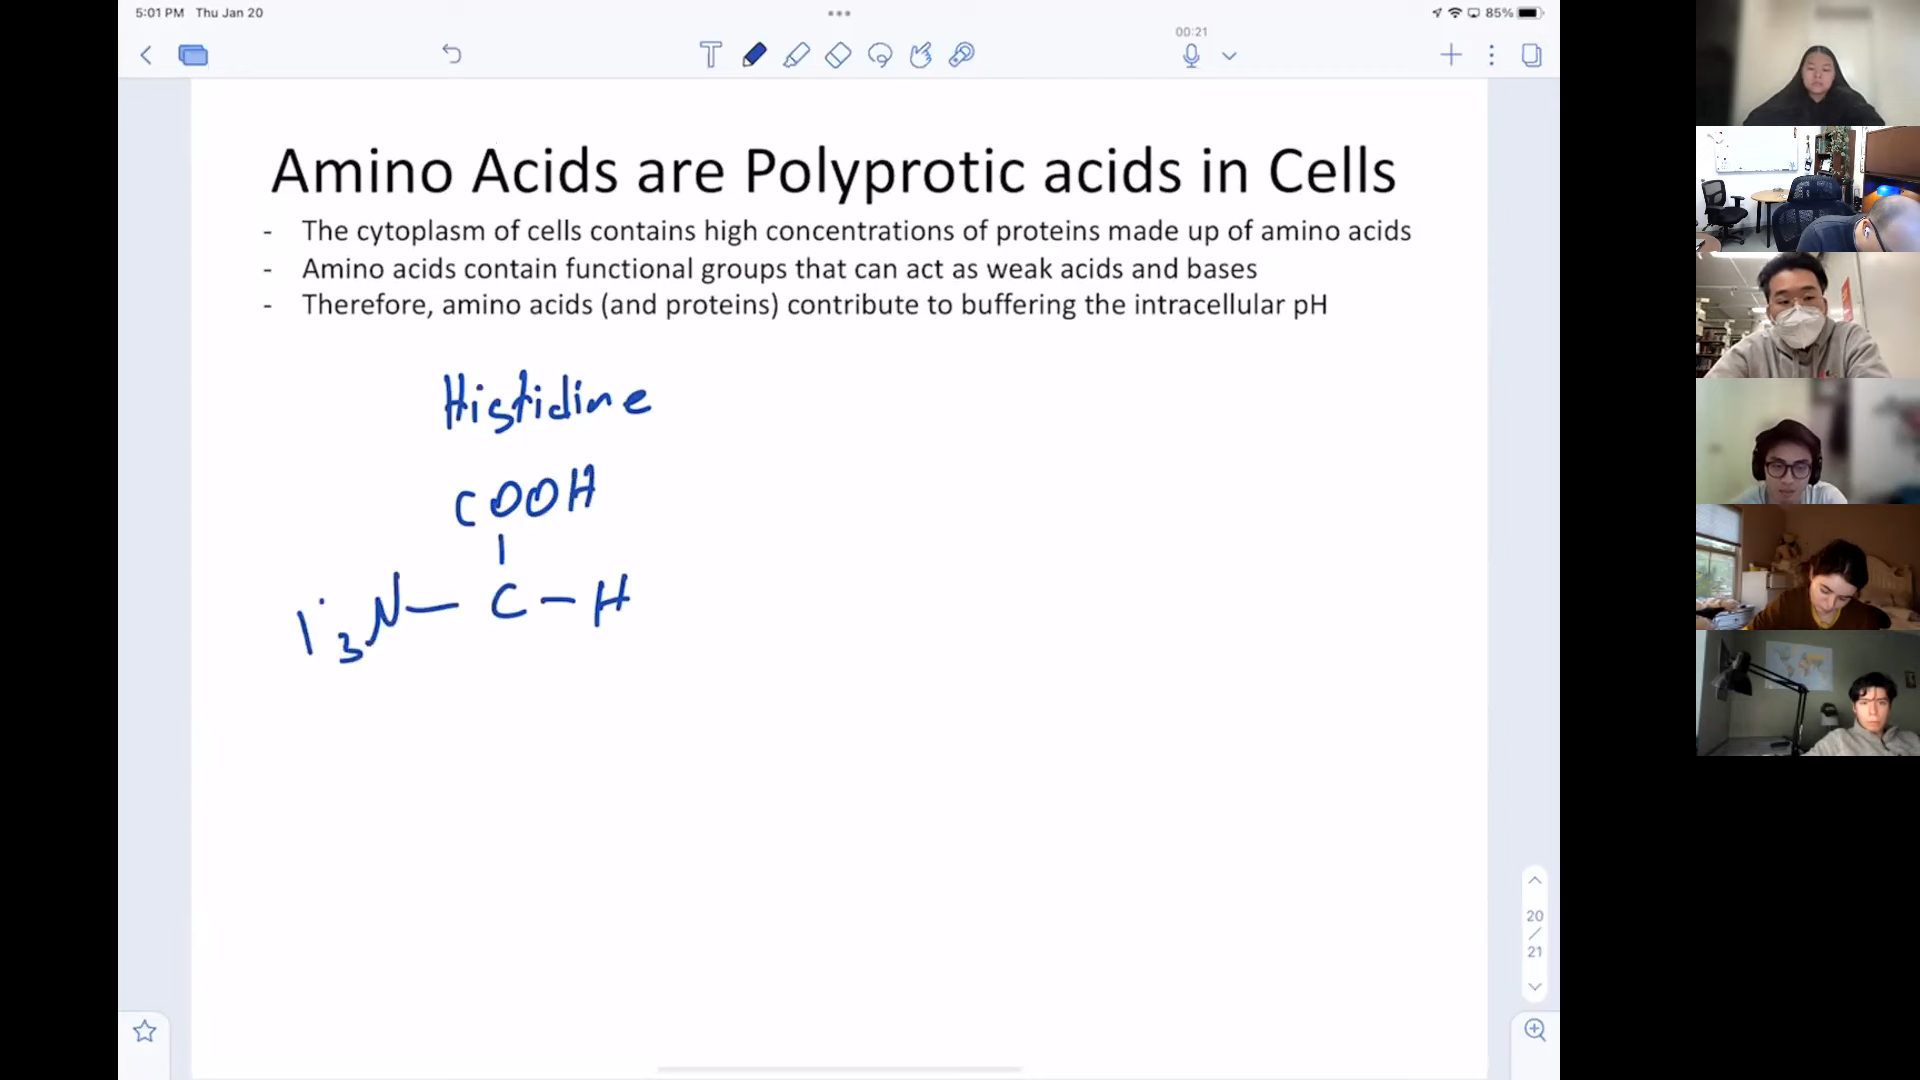 5:01 PM Thu Jan 20
85%
00:21
Amino Acids are Polyprotic acids in Cells
- The cytoplasm of cells contains high concentrations of proteins made up of amino acids
- Amino acids contain functional groups that can act as weak acids and bases
- Therefore, amino acids (and proteins) contribute to buffering the intracellular pH
Histidine
COOH
3N— C – H
20
/
21